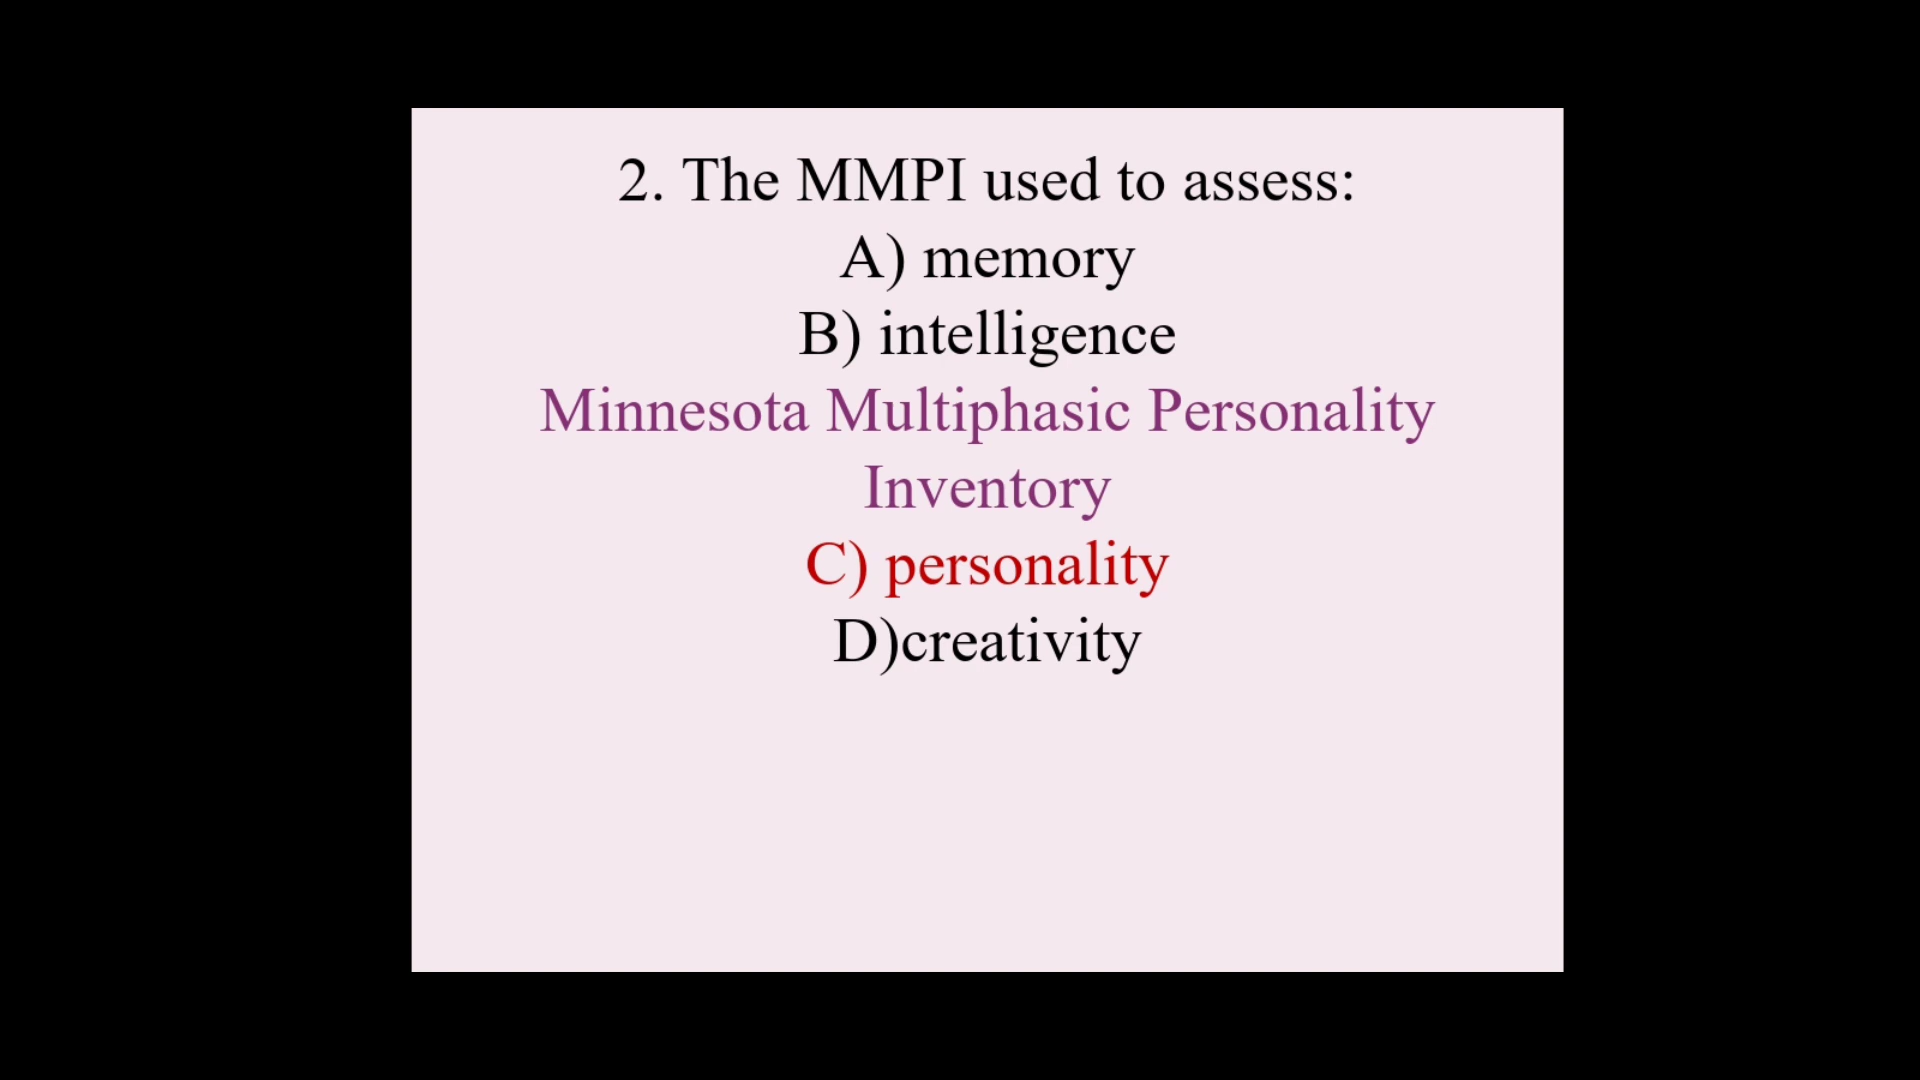 2. The MMPI used to assess:
A) memory
B) intelligence
Minnesota Multiphasic Personality
Inventory
C) personality
D)creativity